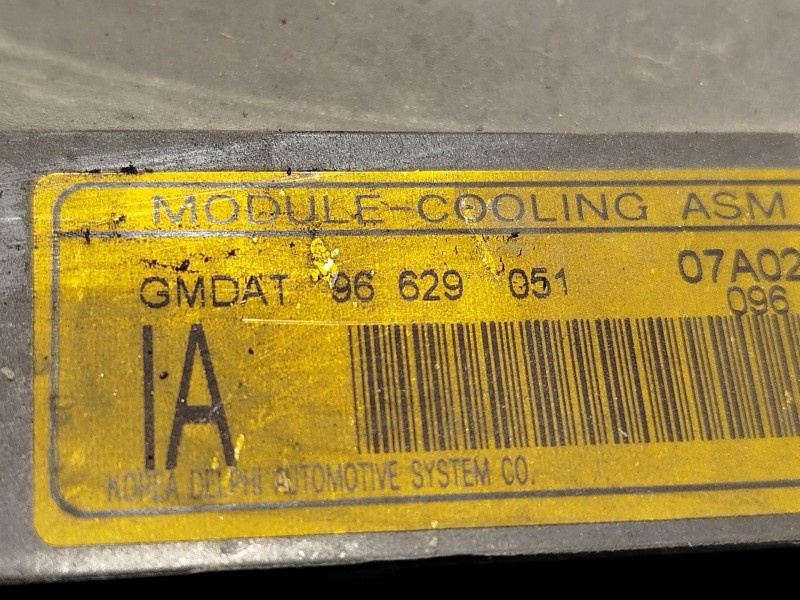 MODULE-COOLING ASM
GMDAT 96 629 051 07A02
096
IA
KOREA DELPHI AUTOMOTIVE SYSTEM CO.